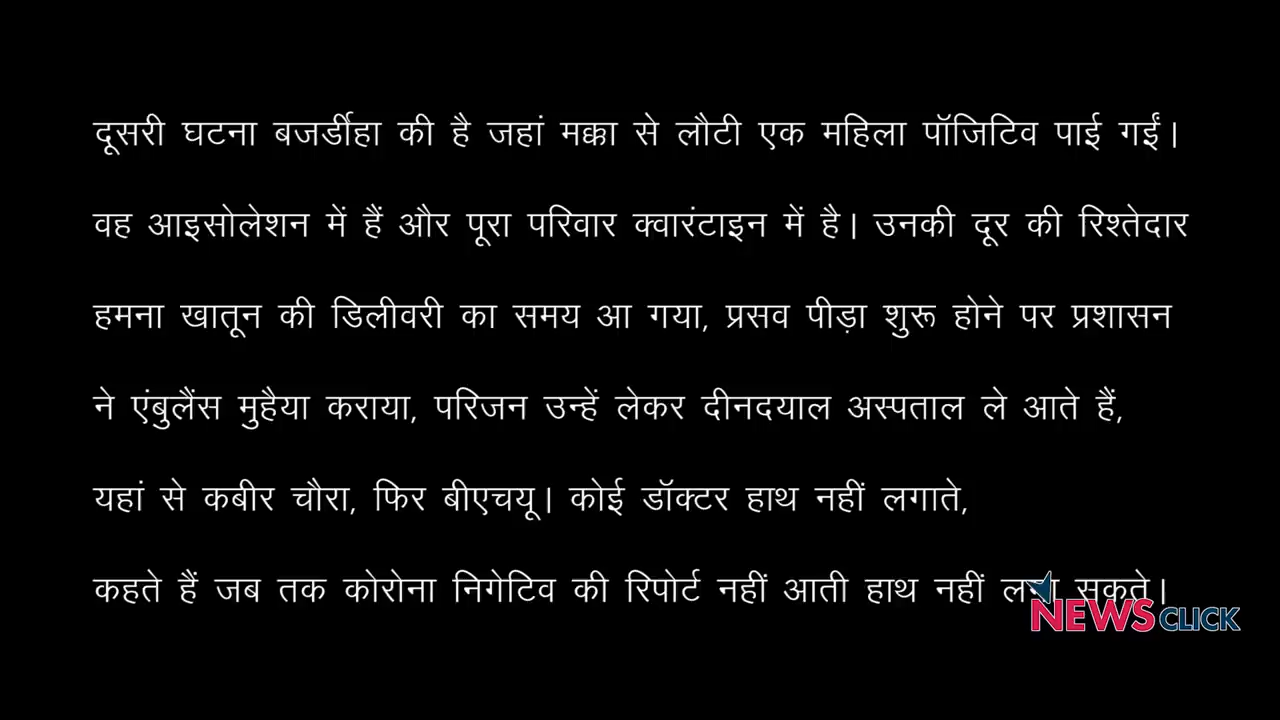 दूसरी घटना बजर्डीहा की है जहां मक्का से लौटी एक महिला पॉजिटिव पाई गईं।
वह आइसोलेशन में हैं और पूरा परिवार क्वारंटाइन में है। उनकी दूर की रिश्तेदार
हमना खातून की डिलीवरी का समय आ गया, प्रसव पीड़ा शुरू होने पर प्रशासन
ने एंबुलैंस मुहैया कराया, परिजन उन्हें लेकर दीनदयाल अस्पताल ले आते हैं,
यहां से कबीर चौरा, फिर बीएचयू। कोई डॉक्टर हाथ नहीं लगाते,
कहते हैं जब तक कोरोना निगेटिव की रिपोर्ट नहीं आती हाथ नहीं लगा सकते।
NEWSCLICK